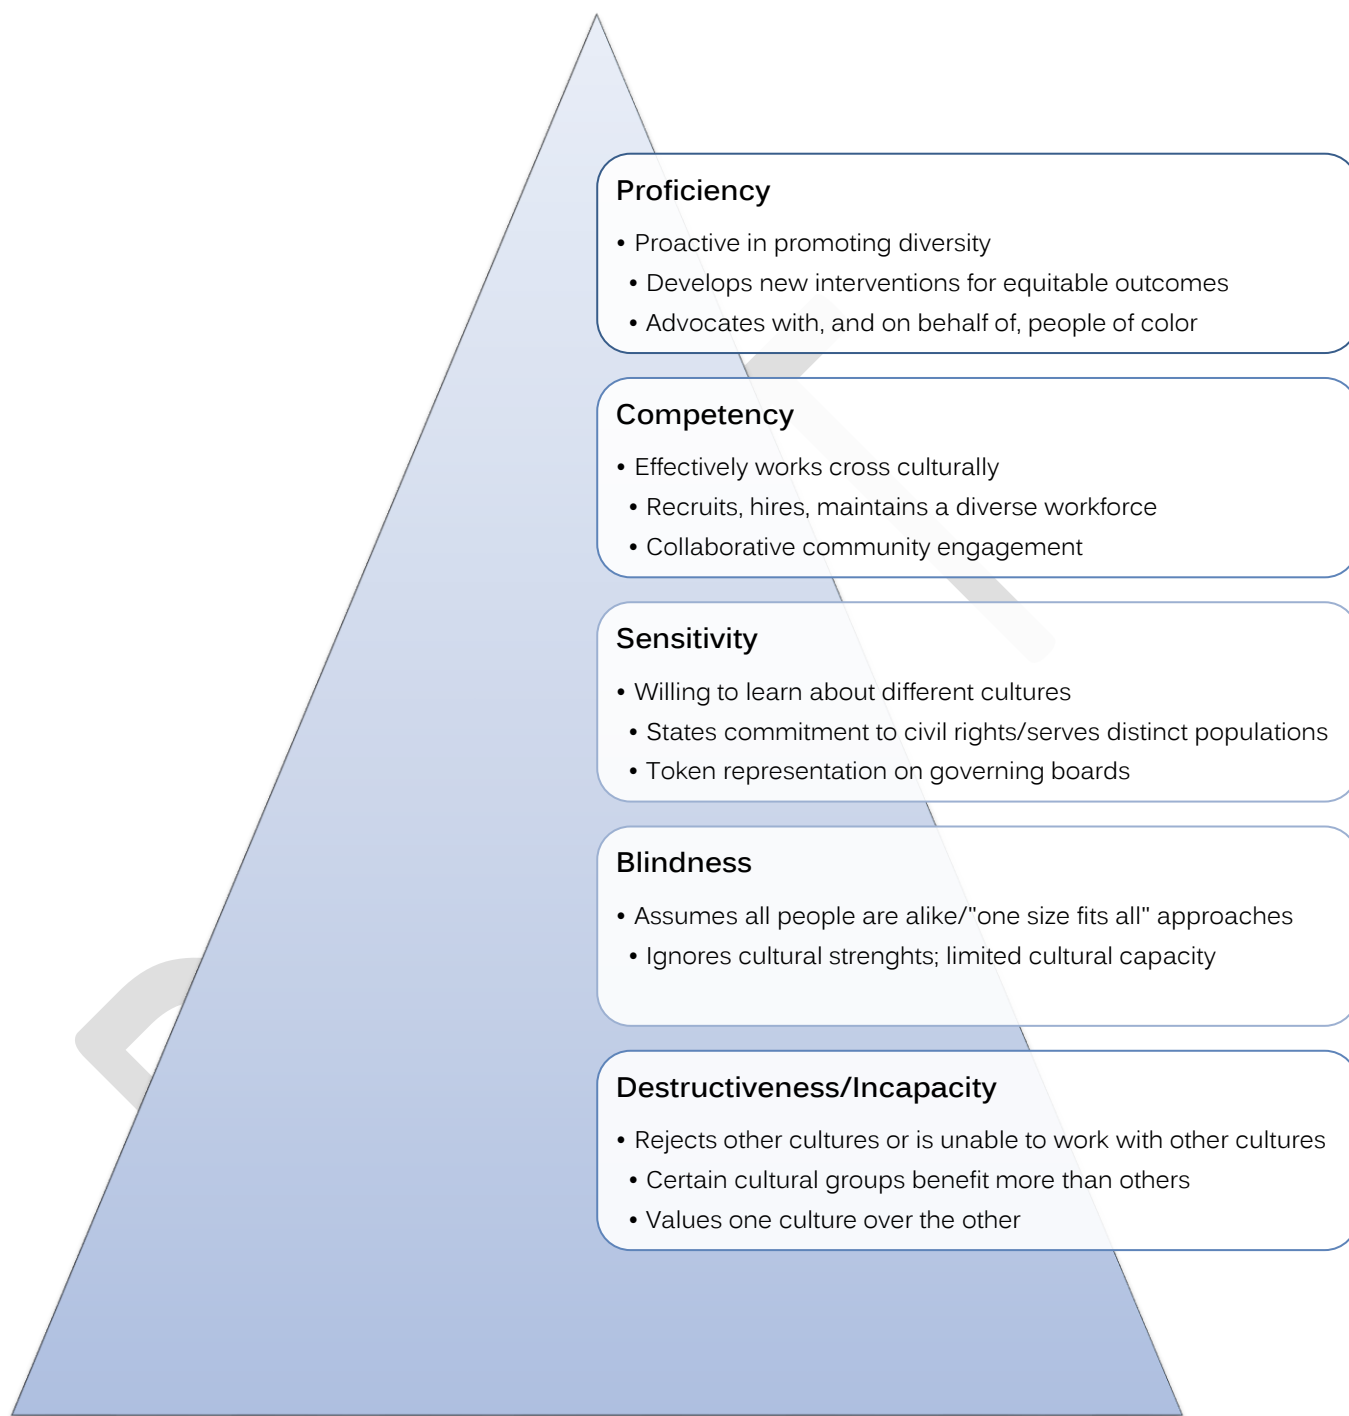 Proficiency
• Proactive in promoting diversity
• Develops new interventions for equitable outcomes
• Advocates with, and on behalf of, people of color
Competency
• Effectively works cross culturally
• Recruits, hires, maintains a diverse workforce
• Collaborative community engagement
Sensitivity
• Willing to learn about different cultures
• States commitment to civil rights/serves distinct populations
• Token representation on governing boards
Blindness
• Assumes all people are alike/"one size fits all" approaches
• Ignores cultural strenghts; limited cultural capacity
Destructiveness/Incapacity
• Rejects other cultures or is unable to work with other cultures
• Certain cultural groups benefit more than others
• Values one culture over the other